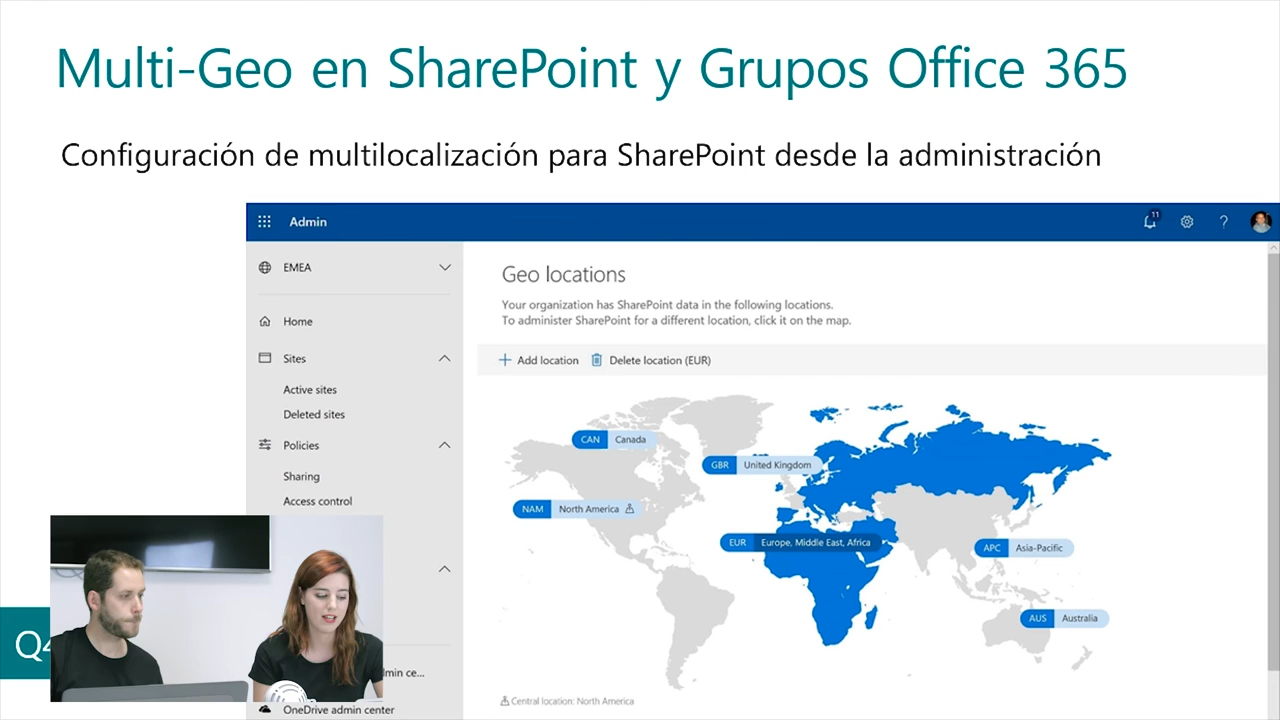 Multi-Geo en SharePoint y Grupos Office 365
Configuración de multilocalización para SharePoint desde la administración
Admin
11
?
EMEA
Home
Sites
Active sites
Deleted sites
Policies
Sharing
Access control
dmin ce...
OneDrive admin center
Q4
Geo locations
Your organization has SharePoint data in the following locations.
To administer SharePoint for a different location, click it on the map.
Add location
Delete location (EUR)
CAN Canada
GBR United Kingdom
NAM North America
EUR Europe, Middle East, Africa
APC Asia-Pacific
AUS Australia
Central location: North America